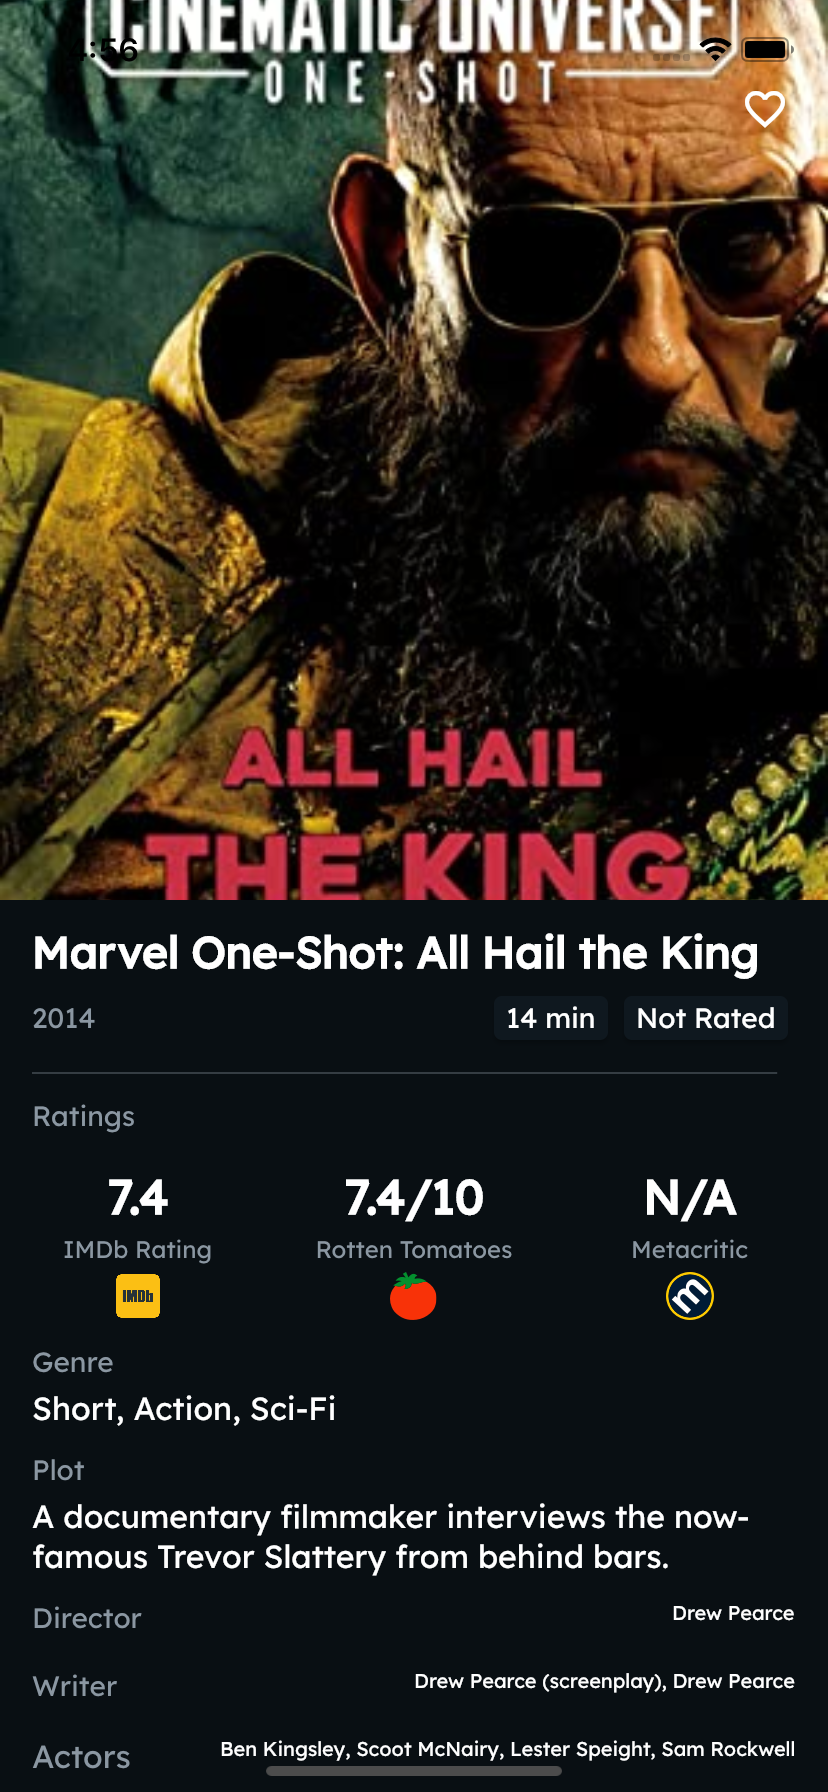 CINEMATIC UNIVERSE
:56
ONE-SHOT
ALL HAIL
THE KING
Marvel One-Shot: All Hail the King
2014
14 min
Not Rated
Ratings
7.4
7.4/10
N/A
IMDb Rating
Rotten Tomatoes
Metacritic
IMDb
m
Genre
Short, Action, Sci-Fi
Plot
A documentary filmmaker interviews the now-
famous Trevor Slattery from behind bars.
Director
Drew Pearce
Writer
Drew Pearce (screenplay), Drew Pearce
Actors
Ben Kingsley, Scoot McNairy, Lester Speight, Sam Rockwell